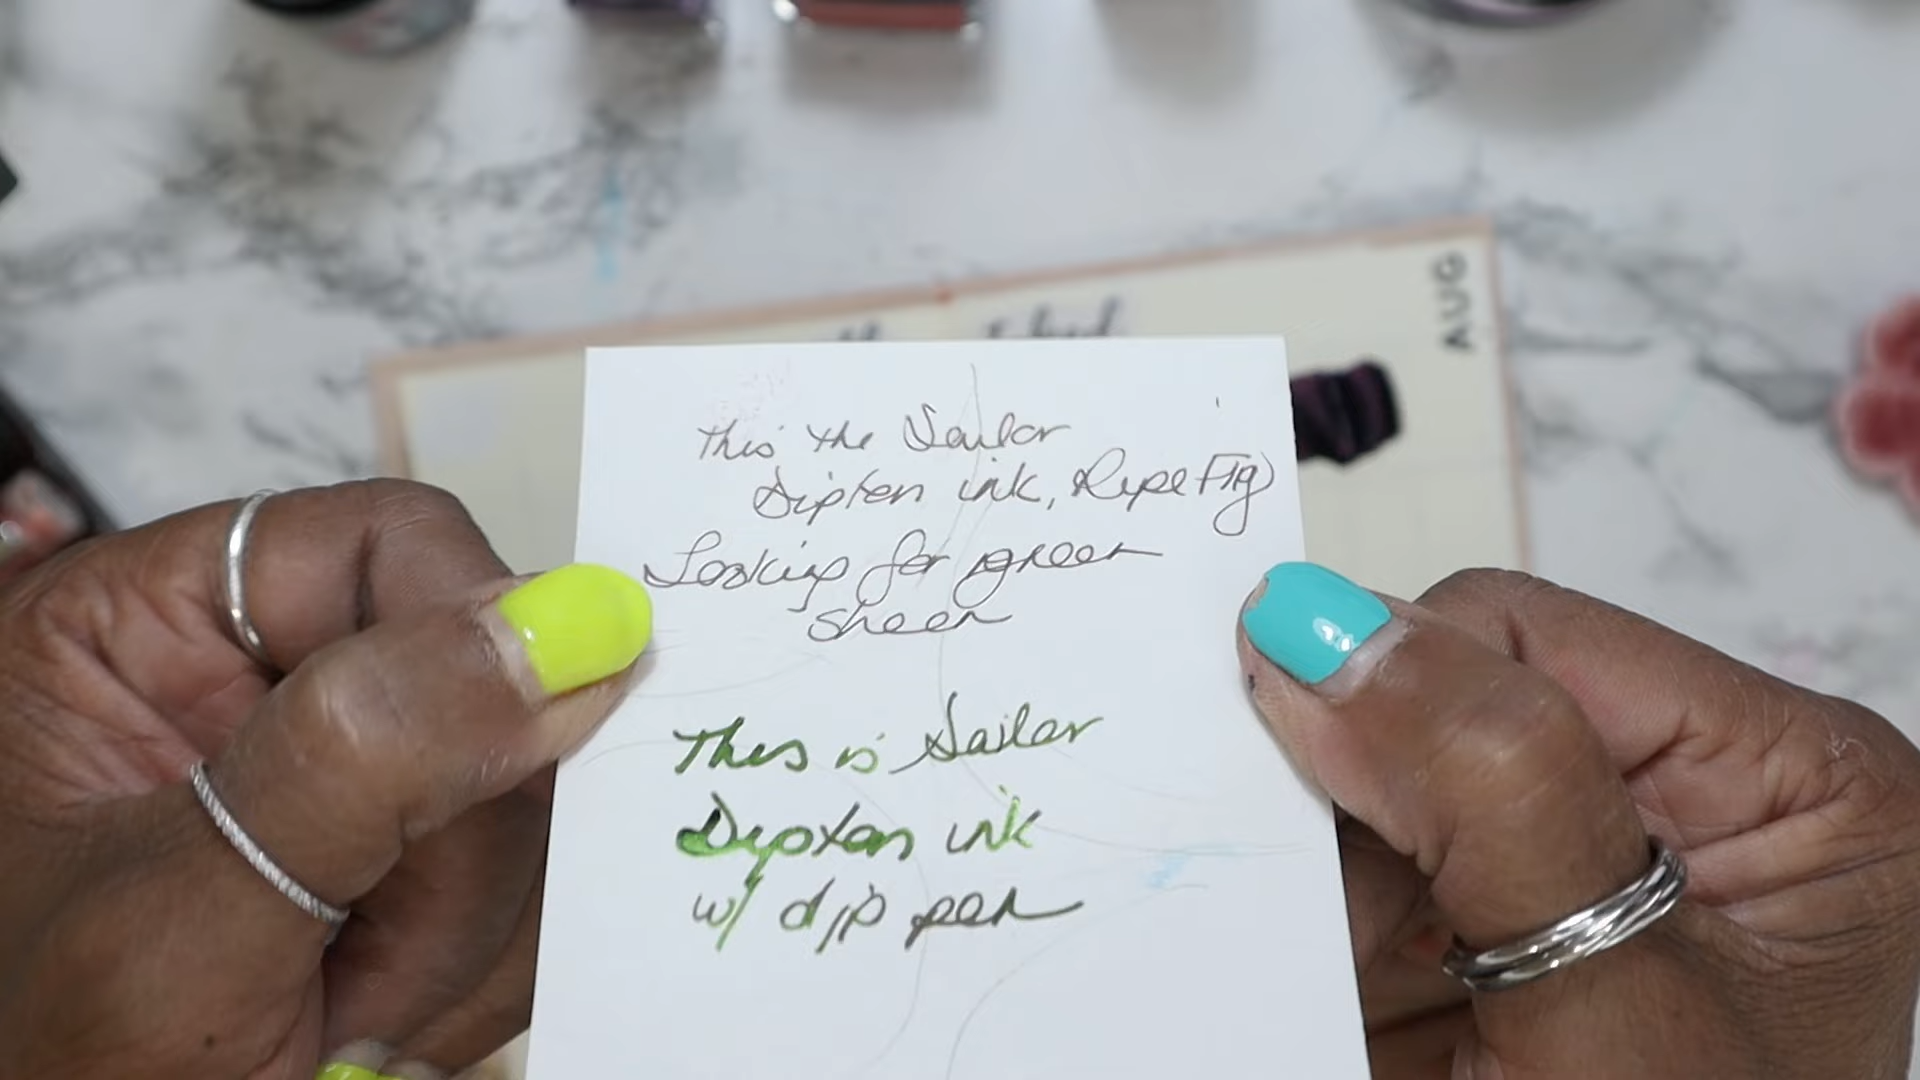 AUG
This the Sailor
Dipton ink, Ripe Fig
Looking for green
sheen
This is Sailor
Dipton ink
w/ dip pen